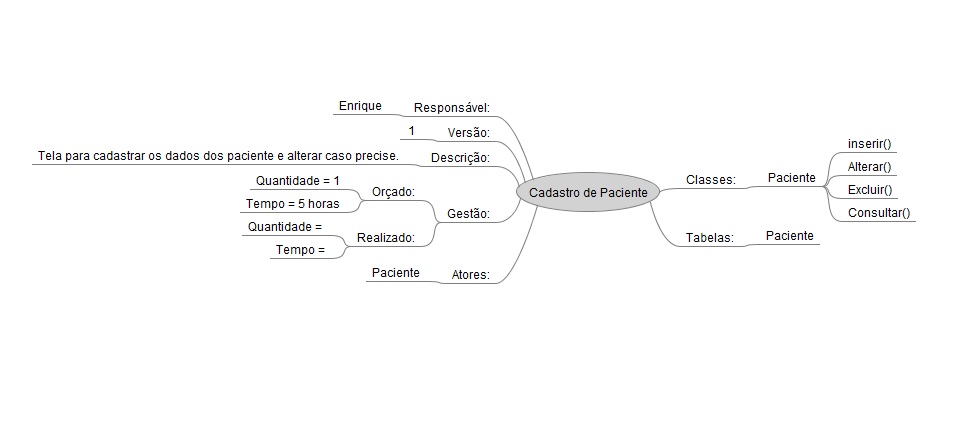 Enrique
Responsável:
1
Versão:
Tela para cadastrar os dados dos paciente e alterar caso precise.
Descrição:
Quantidade = 1
Tempo = 5 horas
Orçado:
Gestão:
Quantidade =
Tempo =
Realizado:
Paciente
Atores:
Cadastro de Paciente
Classes:
Paciente
inserir()
Alterar()
Excluir()
Consultar()
Tabelas:
Paciente